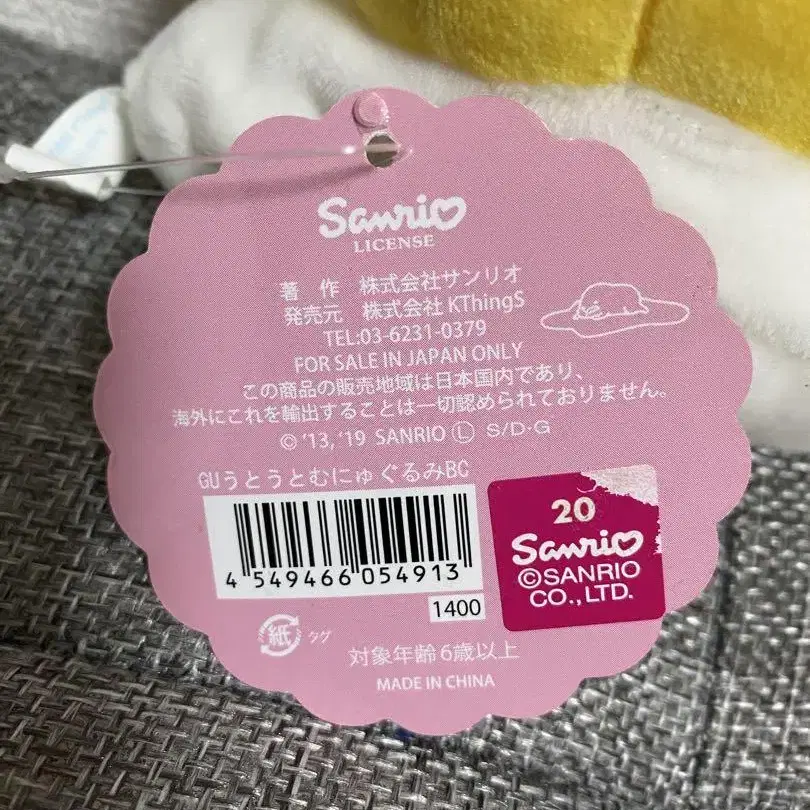 Sanrio
LICENSE
著 作 株式会社サンリオ
発売元 株式会社 KThingS
TEL:03-6231-0379
FOR SALE IN JAPAN ONLY
この商品の販売地域は日本国内であり、
海外にこれを輸出することは一切認められておりません。
© '13, '19 SANRIO Ⓛ S/D·G
GUうとうとむにゅぐるみBC
4 549466 054913
1400
20
Sanrio
©SANRIO
CO., LTD.
紙 タグ
対象年齢 6歳以上
MADE IN CHINA